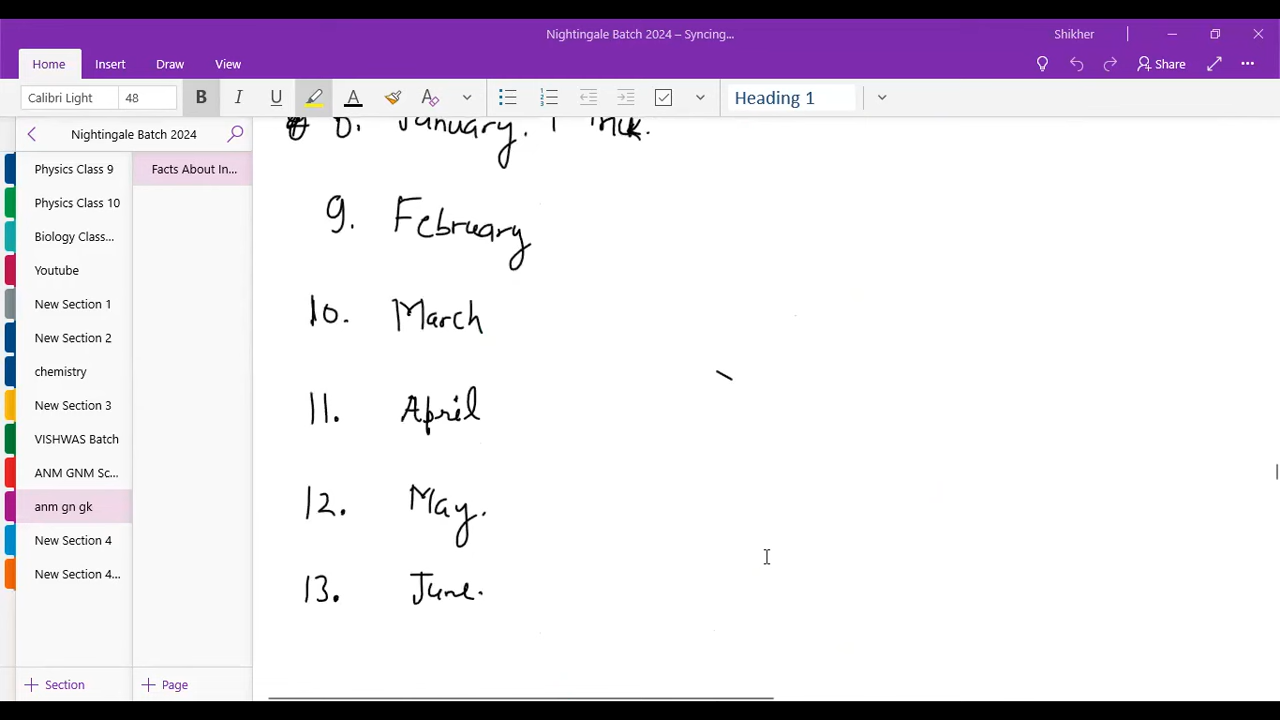 Nightingale Batch 2024 – Syncing...
Shikher
Home
Insert
Draw
View
Share
Calibri Light
48
B
I
U
A
Heading 1
Nightingale Batch 2024
Physics Class 9
Physics Class 10
Biology Class...
Youtube
New Section 1
New Section 2
chemistry
New Section 3
VISHWAS Batch
ANM GNM Sc...
anm gn gk
New Section 4
New Section 4...
+ Section
Facts About In...
+ Page
8. January.
9. February
10. March
11. April
12. May.
13. June.